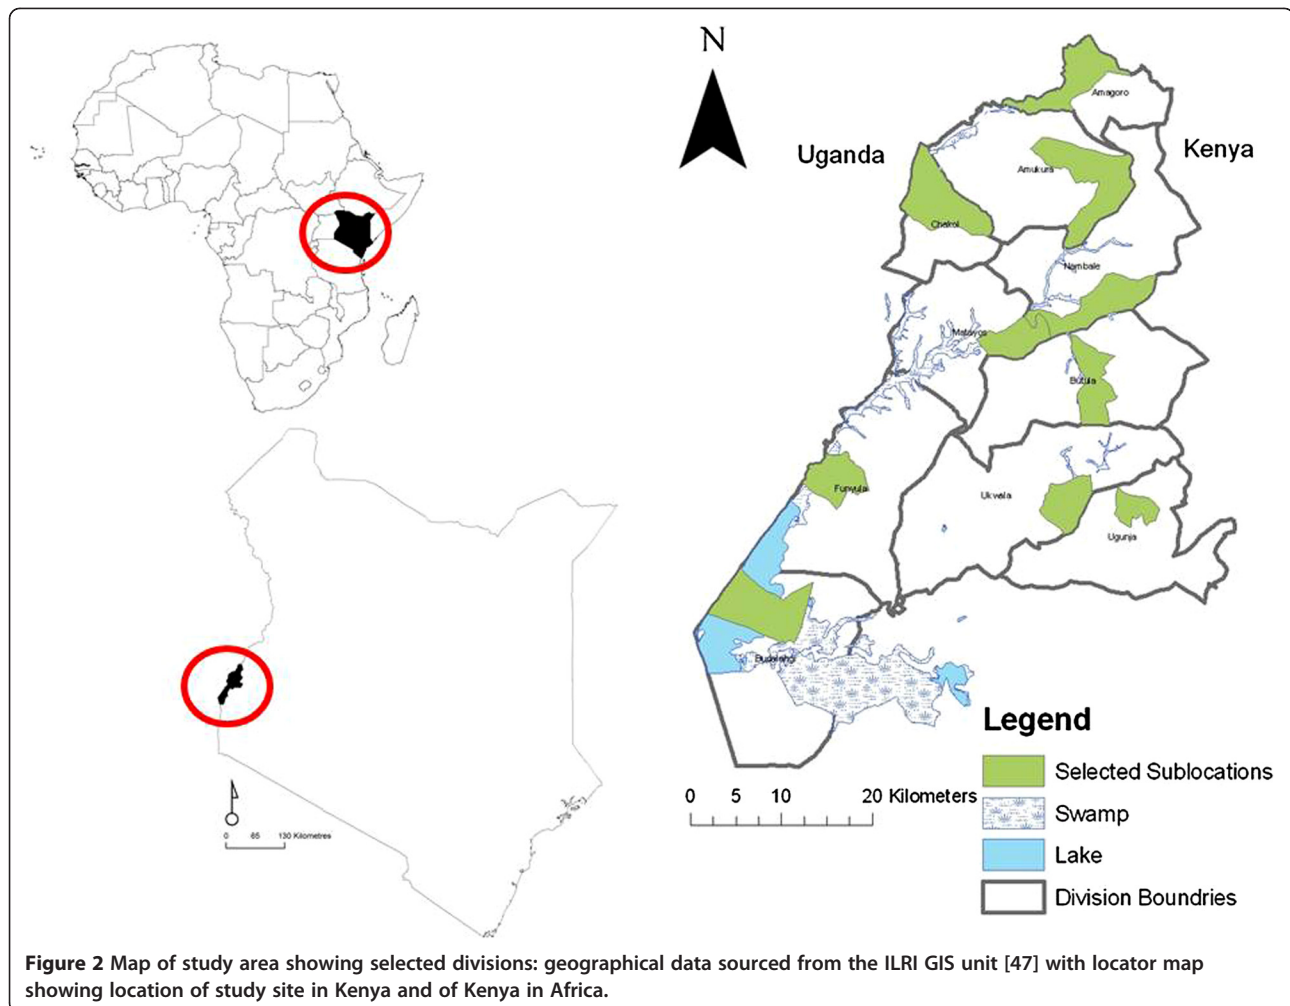 N
Uganda
Kenya
Amagoro
Amukura
Chakol
Nambale
Matayos
Butula
Funyula
Ukwala
Ugunja
Budalangi
0 65 130 Kilometres
0 5 10 20 Kilometers
Legend
Selected Sublocations
Swamp
Lake
Division Boundries
Figure 2 Map of study area showing selected divisions: geographical data sourced from the ILRI GIS unit [47] with locator map
showing location of study site in Kenya and of Kenya in Africa.